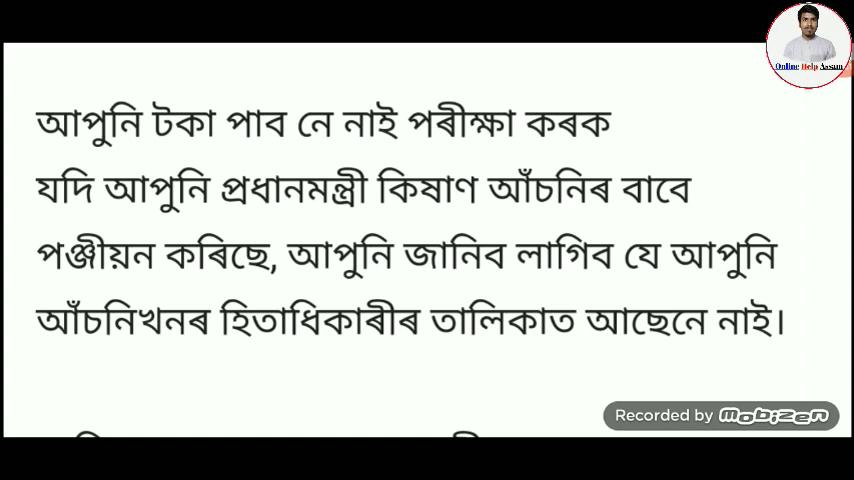 Online Help Assam
আপুনি টকা পাব নে নাই পৰীক্ষা কৰক
যদি আপুনি প্ৰধানমন্ত্ৰী কিষাণ আঁচনিৰ বাবে
পঞ্জীয়ন কৰিছে, আপুনি জানিব লাগিব যে আপুনি
আঁচনিখনৰ হিতাধিকাৰীৰ তালিকাত আছেনে নাই।
Recorded by mobizen